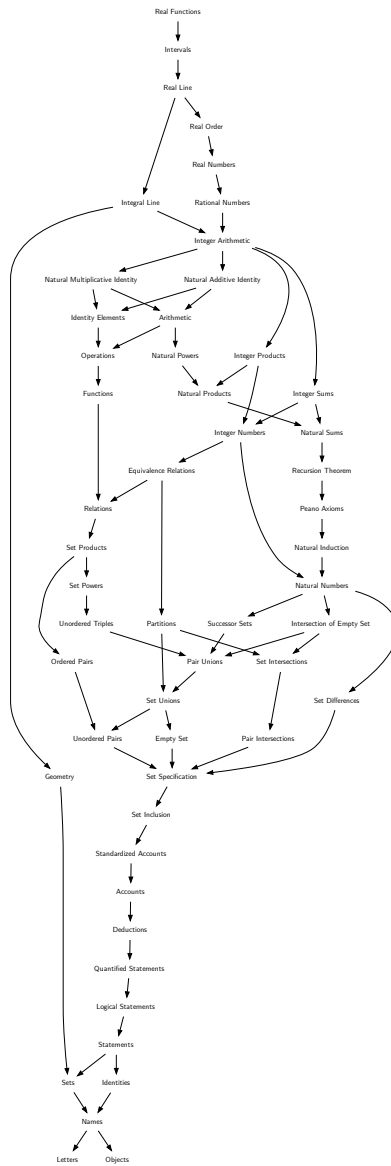 Real Functions
Intervals
Real Line
Real Order
Real Numbers
Integral Line
Rational Numbers
Integer Arithmetic
Natural Multiplicative Identity
Natural Additive Identity
Identity Elements
Arithmetic
Operations
Natural Powers
Integer Products
Functions
Natural Products
Integer Sums
Integer Numbers
Natural Sums
Equivalence Relations
Recursion Theorem
Relations
Peano Axioms
Set Products
Natural Induction
Set Powers
Natural Numbers
Unordered Triples
Partitions
Successor Sets
Intersection of Empty Set
Ordered Pairs
Pair Unions
Set Intersections
Set Unions
Set Differences
Unordered Pairs
Empty Set
Pair Intersections
Geometry
Set Specification
Set Inclusion
Standardized Accounts
Accounts
Deductions
Quantified Statements
Logical Statements
Statements
Sets
Identities
Names
Letters
Objects